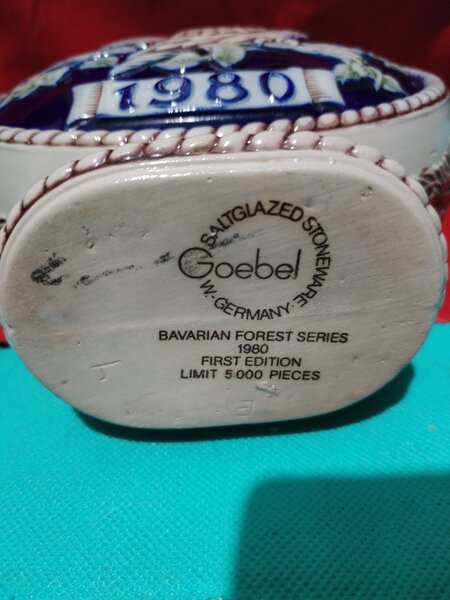 1980
SALTGLAZED STONEWARE
Goebel
W. GERMANY:
BAVARIAN FOREST SERIES
1980
FIRST EDITION
LIMIT 5000 PIECES